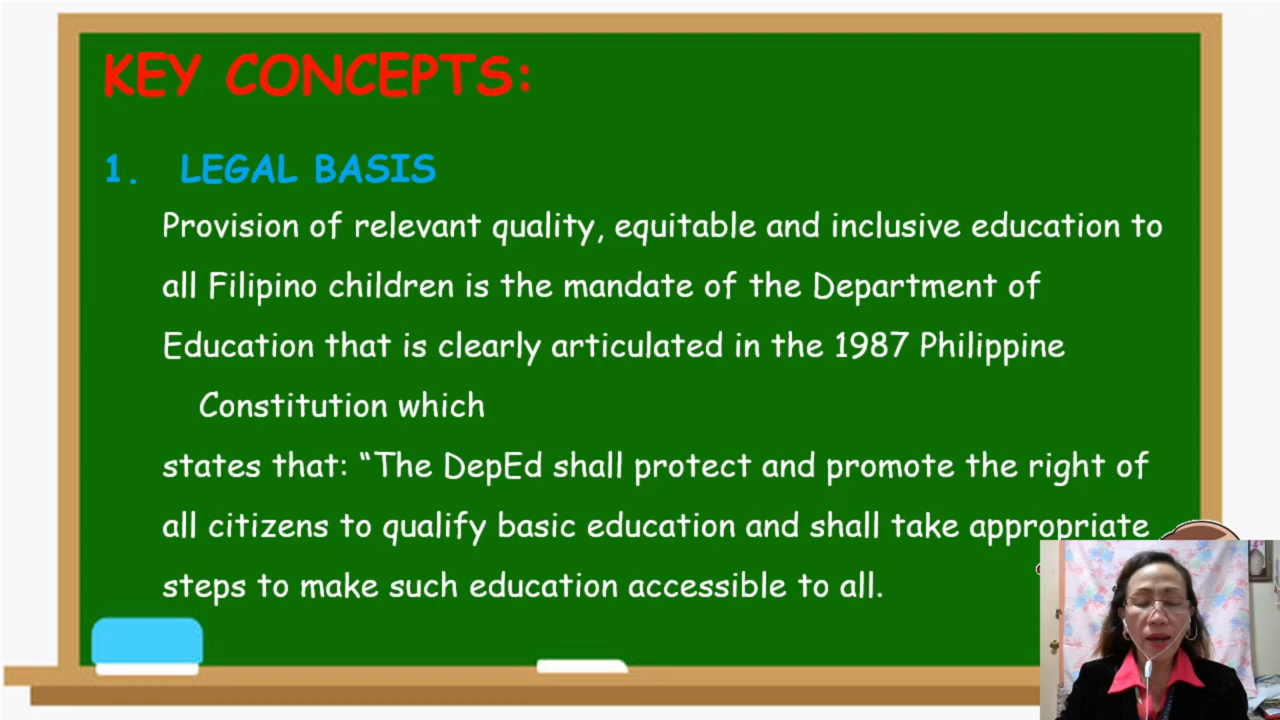 KEY CONCEPTS:
1. LEGAL BASIS
Provision of relevant quality, equitable and inclusive education to
all Filipino children is the mandate of the Department of
Education that is clearly articulated in the 1987 Philippine
Constitution which
states that: “The DepEd shall protect and promote the right of
all citizens to qualify basic education and shall take appropriate
steps to make such education accessible to all.